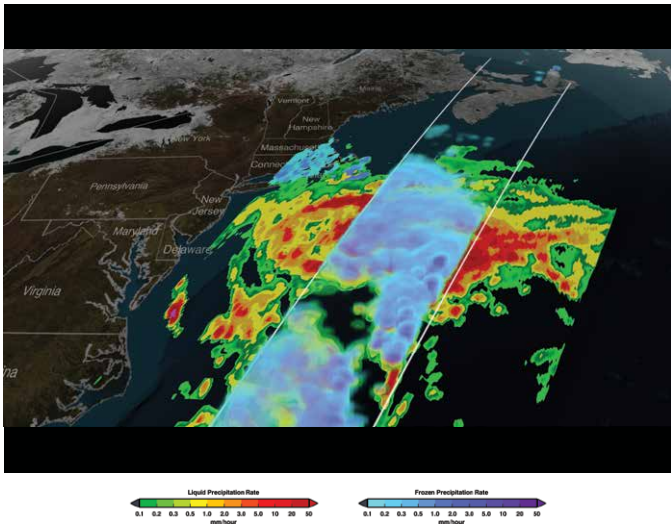 Vermont
Maine
New
Hampshire
New York
Massachusetts
Connec
Pennsylvania
New
Jersey
Maryland
Delaware
Virginia
ina
Liquid Precipitation Rate
0.1 0.2 0.3 0.5 1.0 2.0 3.0 5.0 10 20 50
mm/hour
Frozen Precipitation Rate
0.1 0.2 0.3 0.5 1.0 2.0 3.0 5.0 10 20 50
mm/hour